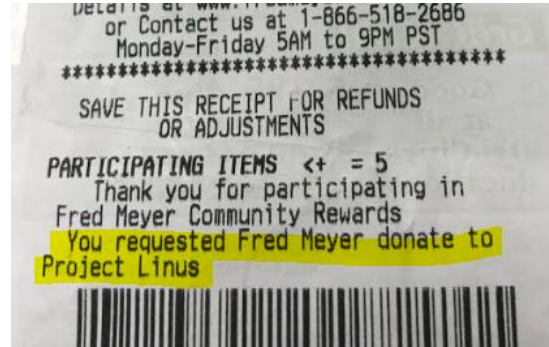 Details at www.
or Contact us at 1-866-518-2686
Monday-Friday 5AM to 9PM PST
****************************************
SAVE THIS RECEIPT FOR REFUNDS
OR ADJUSTMENTS
PARTICIPATING ITEMS <+ = 5
Thank you for participating in
Fred Meyer Community Rewards
You requested Fred Meyer donate to
Project Linus